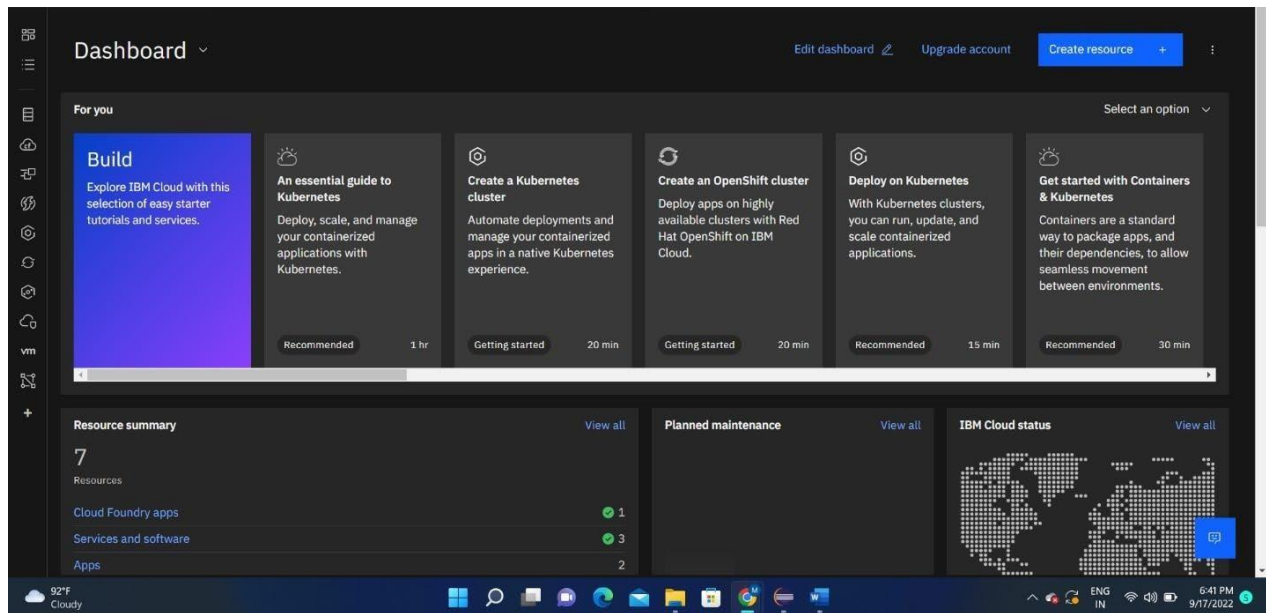 Dashboard
Edit dashboard
Upgrade account
Create resource +
For you
Select an option
Build
Explore IBM Cloud with this
selection of easy starter
tutorials and services.
An essential guide to
Kubernetes
Deploy, scale, and manage
your containerized
applications with
Kubernetes.
Recommended
1 hr
Create a Kubernetes
cluster
Automate deployments and
manage your containerized
apps in a native Kubernetes
experience.
Getting started
20 min
Create an OpenShift cluster
Deploy apps on highly
available clusters with Red
Hat OpenShift on IBM
Cloud.
Getting started
20 min
Deploy on Kubernetes
With Kubernetes clusters,
you can run, update, and
scale containerized
applications.
Recommended
15 min
Get started with Containers
& Kubernetes
Containers are a standard
way to package apps, and
their dependencies, to allow
seamless movement
between environments.
Recommended
30 min
vm
+
Resource summary
View all
7
Resources
Cloud Foundry apps
1
Services and software
3
Apps
2
Planned maintenance
View all
IBM Cloud status
View all
92°F
Cloudy
W
ENG
IN
6:41 PM
9/17/2022
5